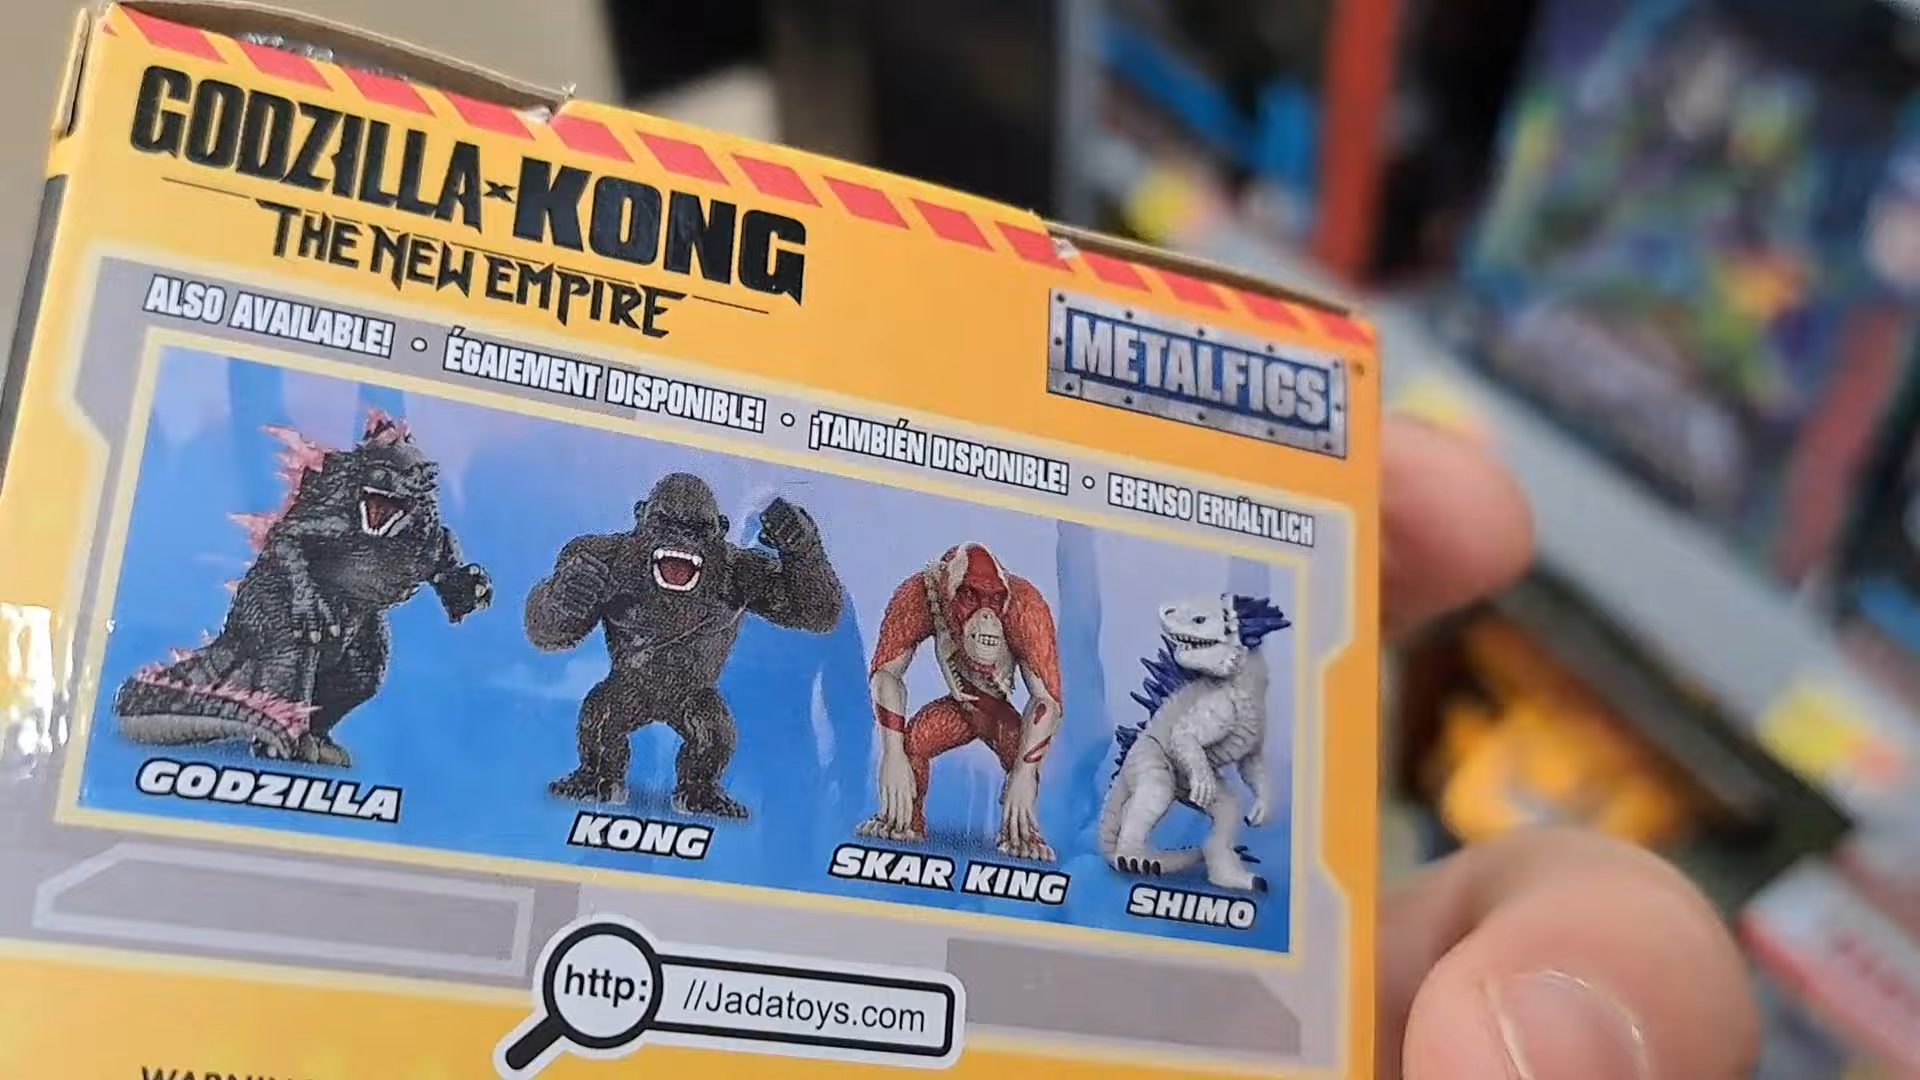 GODZILLA x KONG
THE NEW EMPIRE
METALFIGS
ALSO AVAILABLE! • ÉGAIEMENT DISPONIBLE! • ¡TAMBIÉN DISPONIBLE! • EBENSO ERHÄLTLICH
GODZILLA
KONG
SKAR KING
SHIMO
http: //Jadatoys.com